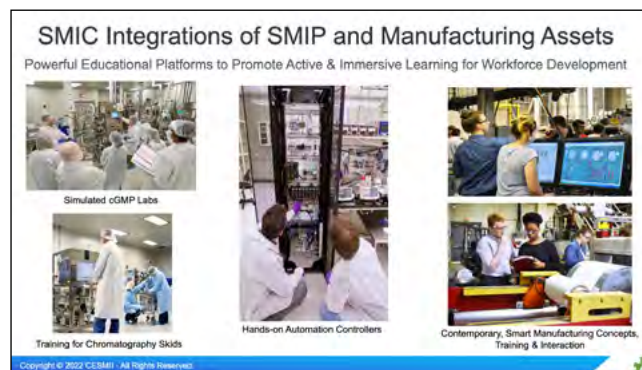 SMIC Integrations of SMIP and Manufacturing Assets
Powerful Educational Platforms to Promote Active & Immersive Learning for Workforce Development
Simulated cGMP Labs
Training for Chromatography Skids
Hands-on Automation Controllers
Contemporary, Smart Manufacturing Concepts,
Training & Interaction
Copyright © 2022 CESMII - All Rights Reserved